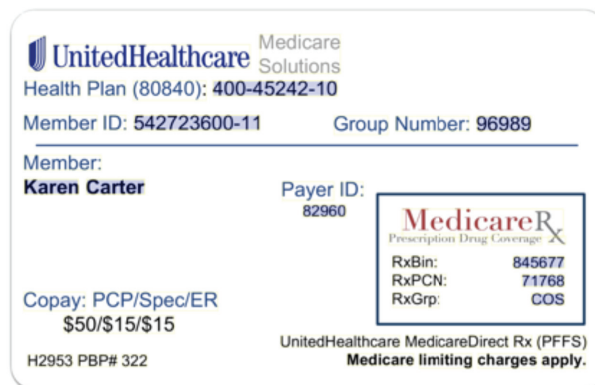 UnitedHealthcare Medicare Solutions
Health Plan (80840): 400-45242-10
Member ID: 542723600-11 Group Number: 96989
Member:
Karen Carter
Payer ID:
82960
MedicareRx
Prescription Drug Coverage
RxBin: 845677
RxPCN: 71768
RxGrp: COS
Copay: PCP/Spec/ER
$50/$15/$15
H2953 PBP# 322
UnitedHealthcare MedicareDirect Rx (PFFS)
Medicare limiting charges apply.